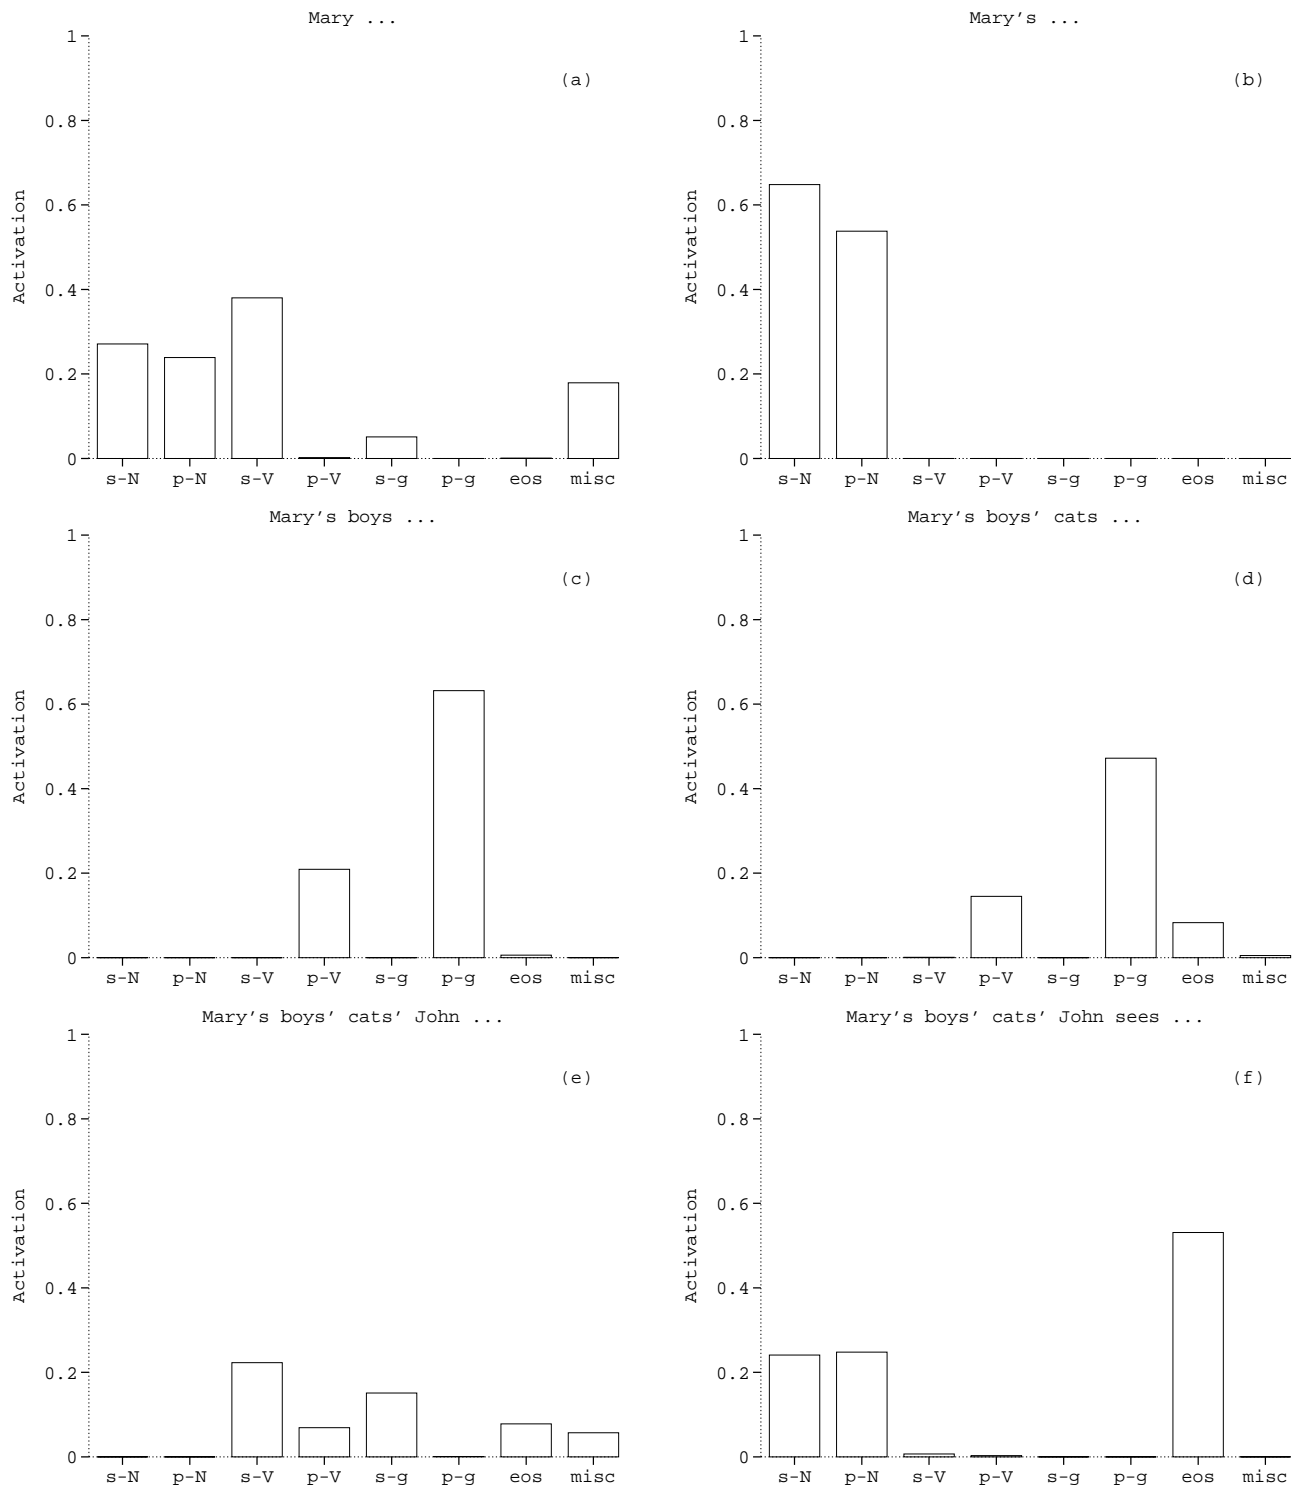 Mary ...
(a)
Activation
1
0.8
0.6
0.4
0.2
0
s-N p-N s-V p-V s-g p-g eos misc
Mary's ...
(b)
Activation
1
0.8
0.6
0.4
0.2
0
s-N p-N s-V p-V s-g p-g eos misc
Mary's boys ...
(c)
Activation
1
0.8
0.6
0.4
0.2
0
s-N p-N s-V p-V s-g p-g eos misc
Mary's boys' cats ...
(d)
Activation
1
0.8
0.6
0.4
0.2
0
s-N p-N s-V p-V s-g p-g eos misc
Mary's boys' cats' John ...
(e)
Activation
1
0.8
0.6
0.4
0.2
0
s-N p-N s-V p-V s-g p-g eos misc
Mary's boys' cats' John sees ...
(f)
Activation
1
0.8
0.6
0.4
0.2
0
s-N p-N s-V p-V s-g p-g eos misc